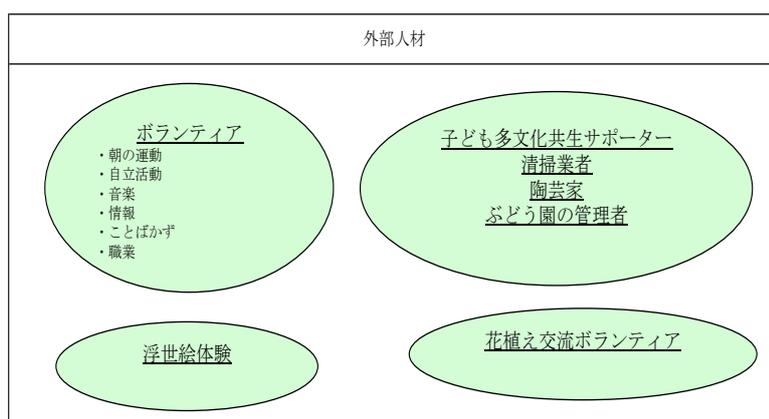 外部人材
ボランティア
・朝の運動
・自立活動
・音楽
・情報
・ことばかず
・職業
子ども多文化共生サポーター
清掃業者
陶芸家
ぶどう園の管理者
浮世絵体験
花植え交流ボランティア